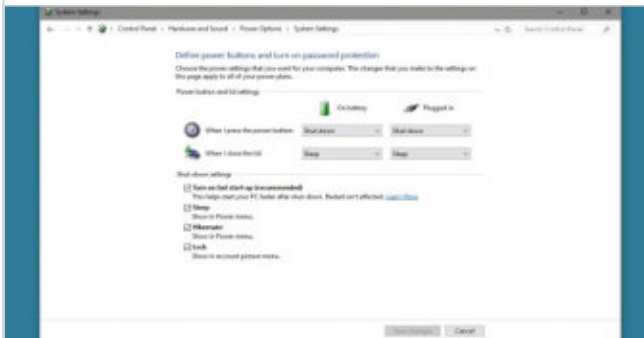 System Settings
Control Panel > Hardware and Sound > Power Options > System Settings
Search Control Panel
Define power buttons and turn on password protection
Choose the power settings that you want for your computer. The changes that you make to the settings on
this page apply to all of your power plans.
Power button and lid settings
On battery Plugged in
When I press the power button: Shut down Shut down
When I close the lid: Sleep Sleep
Shut-down settings
Turn on fast start-up (recommended)
This helps start your PC faster after shut-down. Restart isn't affected. Learn More
Sleep
Show in Power menu.
Hibernate
Show in Power menu.
Lock
Show in account picture menu.
Save changes Cancel